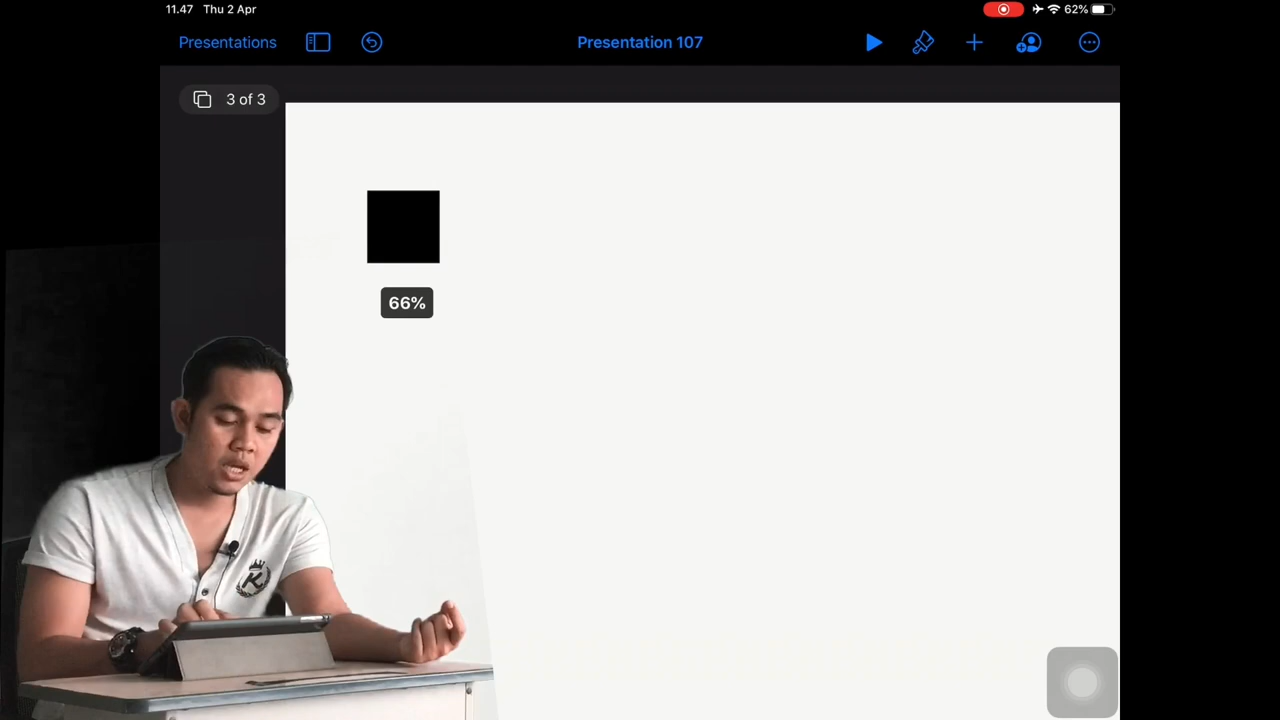 11.47 Thu 2 Apr
62%
Presentations
Presentation 107
3 of 3
66%
K